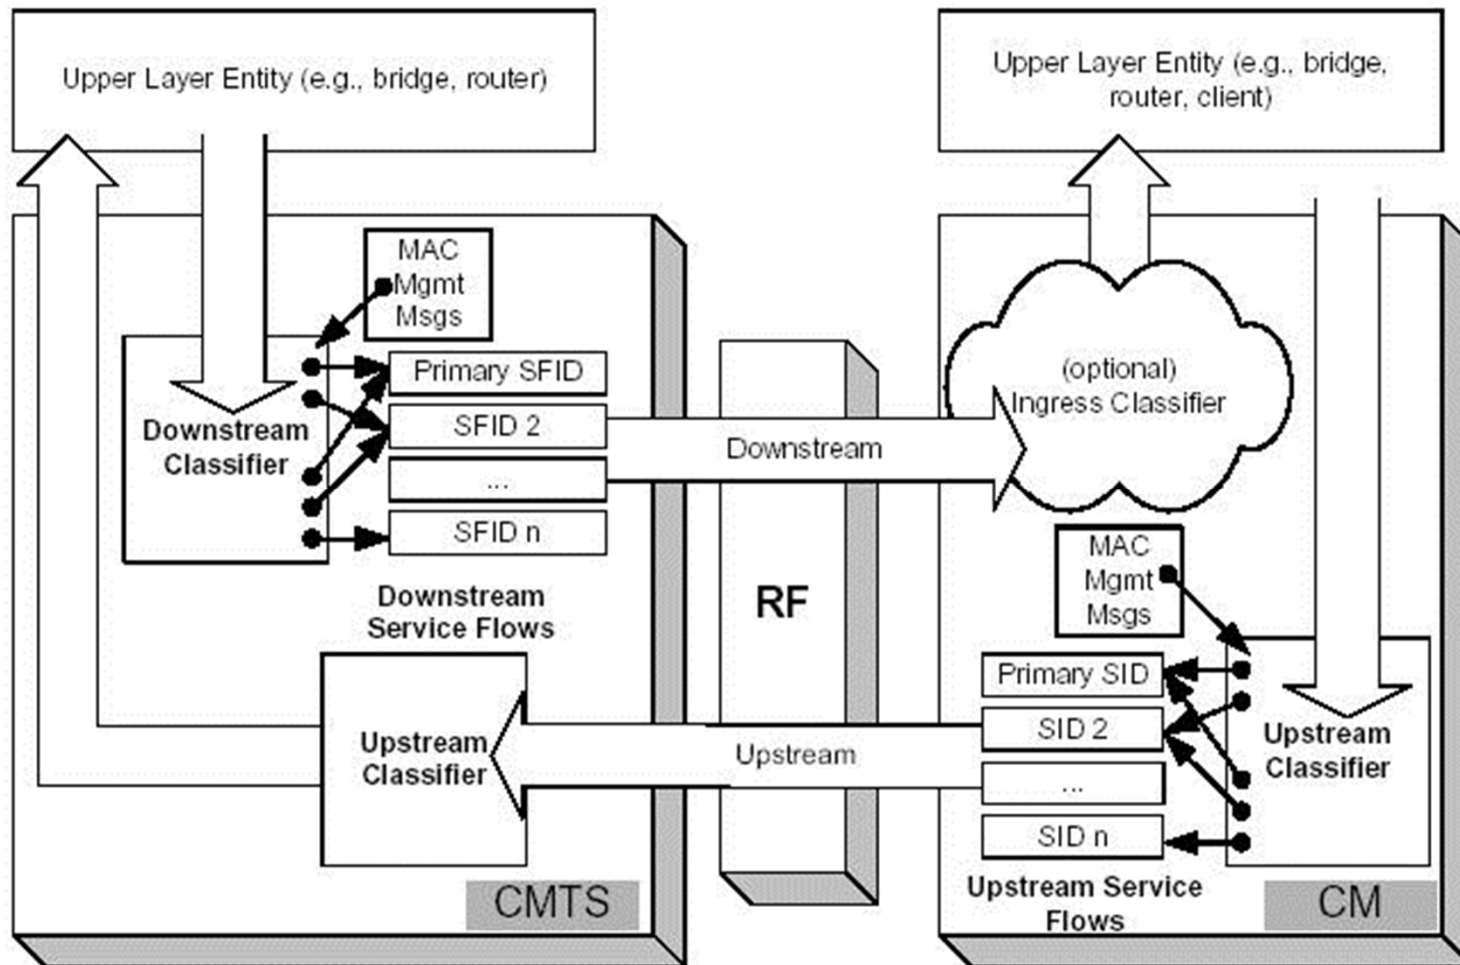 Upper Layer Entity (e.g., bridge, router)
Upper Layer Entity (e.g., bridge,
router, client)
MAC
Mgmt
Msgs
Primary SFID
SFID 2
...
SFID n
Downstream
Classifier
Downstream
Service Flows
Downstream
(optional)
Ingress Classifier
RF
MAC
Mgmt
Msgs
Primary SID
SID 2
...
SID n
Upstream
Classifier
Upstream
Upstream
Classifier
Upstream Service
Flows
CMTS
CM